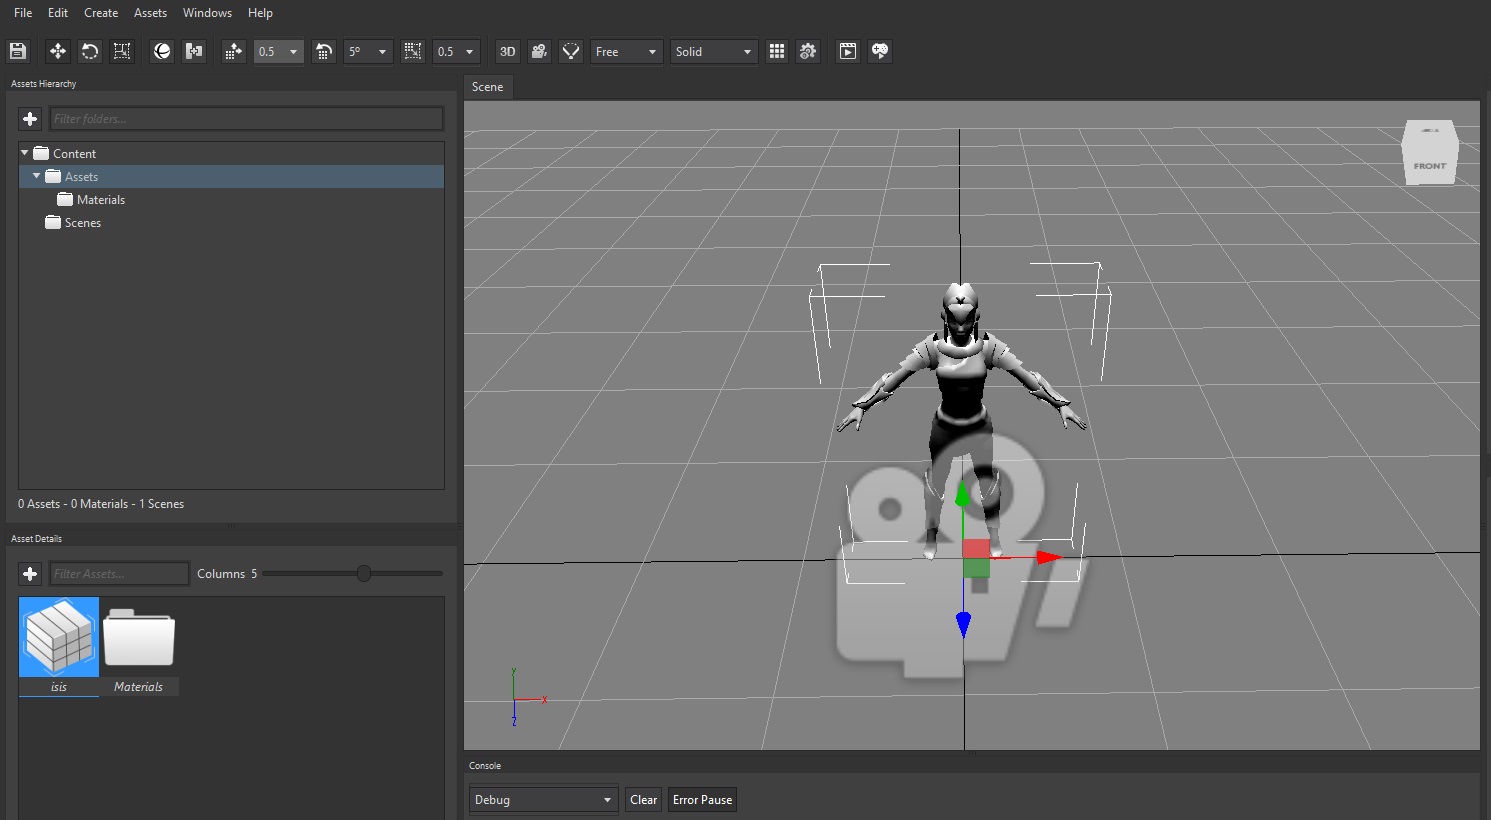 File Edit Create Assets Windows Help
0.5 5º 0.5 3D Free Solid
Assets Hierarchy
Scene
Filter folders...
Content
Assets
Materials
Scenes
FRONT
0 Assets - 0 Materials - 1 Scenes
Asset Details
Filter Assets... Columns 5
isis Materials
Y
X
Z
Console
Debug Clear Error Pause